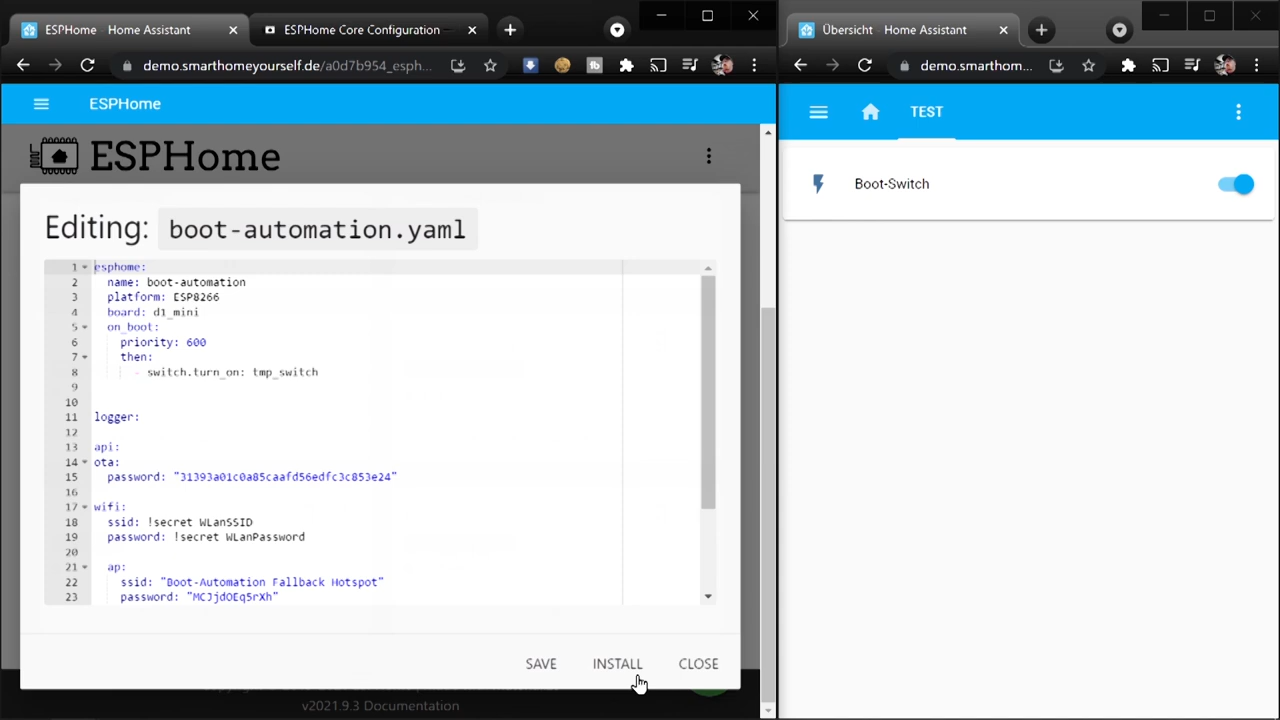 ESPHome - Home Assistant
ESPHome Core Configuration
Übersicht - Home Assistant
demo.smarthomeyourself.de/a0d7b954_esph...
demo.smarthom...
ESPHome
TEST
ESPHome
Boot-Switch
Editing: boot-automation.yaml
1 esphome:
2 name: boot-automation
3 platform: ESP8266
4 board: d1_mini
5 on_boot:
6 priority: 600
7 then:
8 - switch.turn_on: tmp_switch
9
10
11 logger:
12
13 api:
14 ota:
15 password: "31393a01c0a85caafd56edfc3c853e24"
16
17 wifi:
18 ssid: !secret WLanSSID
19 password: !secret WLanPassword
20
21 ap:
22 ssid: "Boot-Automation Fallback Hotspot"
23 password: "MCJjdOEq5rXh"
SAVE INSTALL CLOSE
v2021.9.3 Documentation